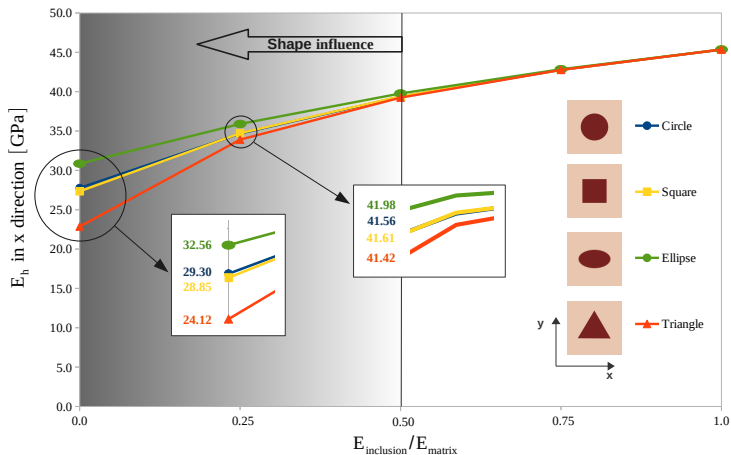 50.0
45.0
40.0
35.0
30.0
25.0
20.0
15.0
10.0
5.0
0.0
E_h in x direction [GPa]
Shape influence
32.56
29.30
28.85
24.12
41.98
41.56
41.61
41.42
Circle
Square
Ellipse
Triangle
y
x
0.0 0.25 0.50 0.75 1.0
E_inclusion/E_matrix